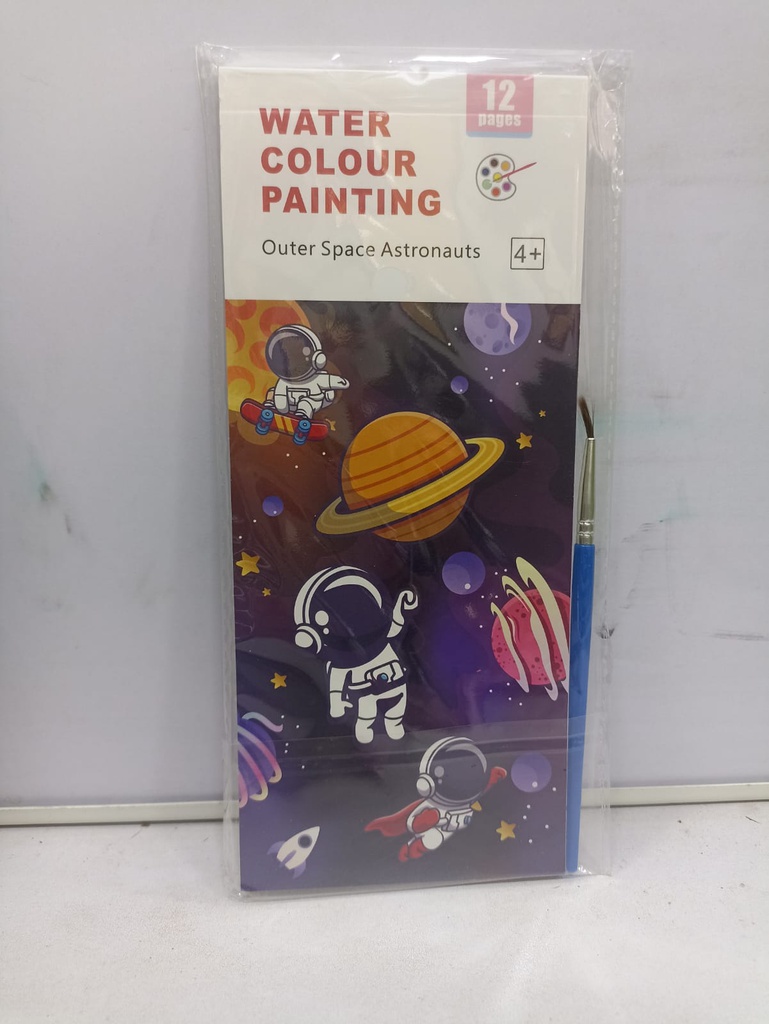 12
pages
WATER
COLOUR
PAINTING
Outer Space Astronauts
4+